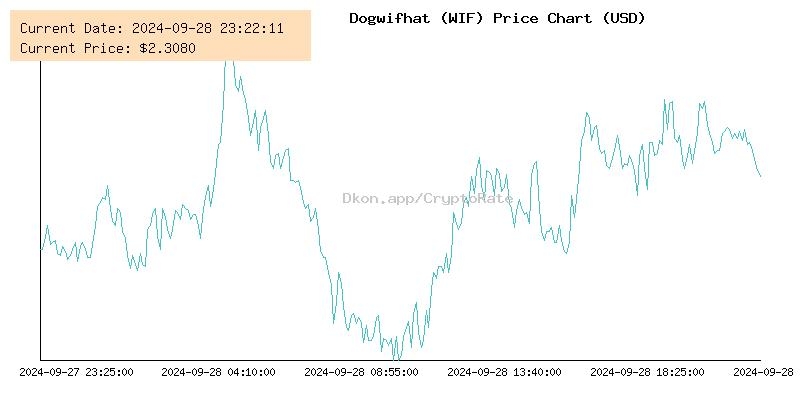 Dogwifhat (WIF) Price Chart (USD)
Current Date: 2024-09-28 23:22:11
Current Price: $2.3080
Dkon.app/CryptoRate
2024-09-27 23:25:00
2024-09-28 04:10:00
2024-09-28 08:55:00
2024-09-28 13:40:00
2024-09-28 18:25:00
2024-09-28